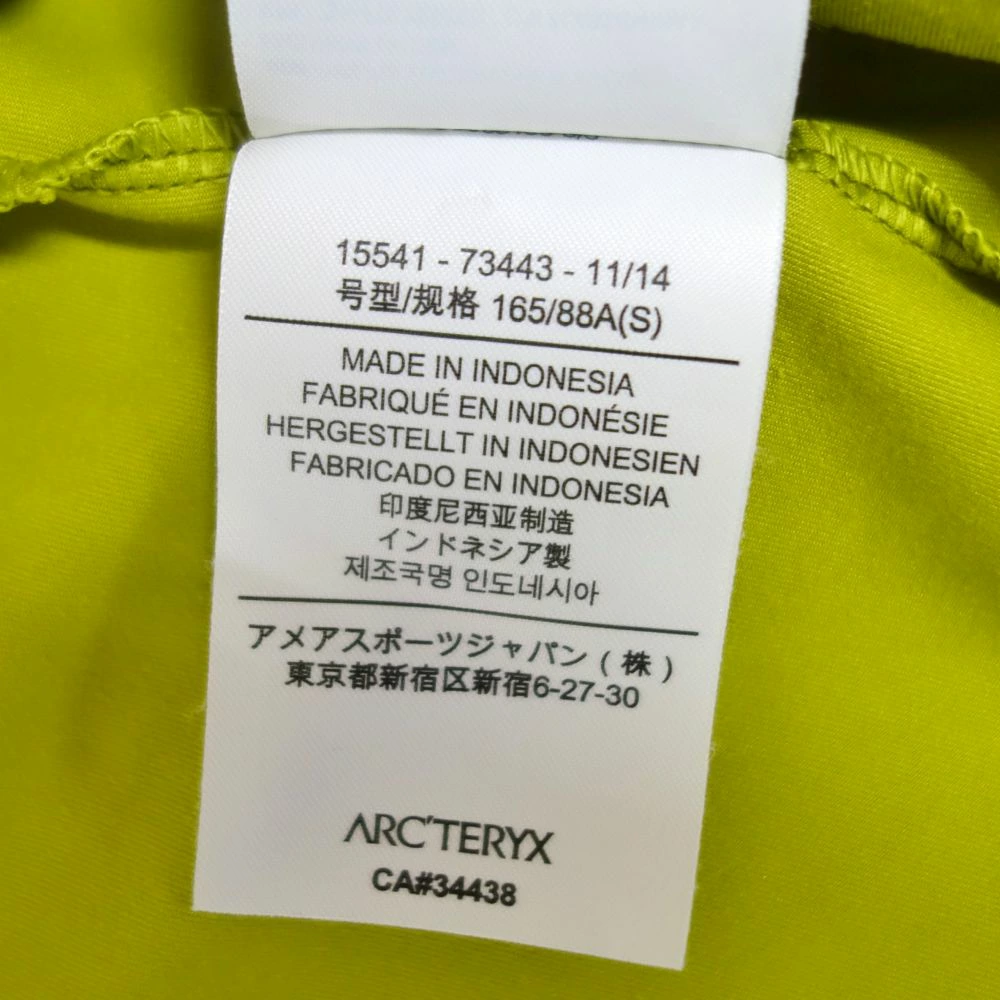 15541 - 73443 - 11/14
号型/规格 165/88A(S)
MADE IN INDONESIA
FABRIQUÉ EN INDONÉSIE
HERGESTELLT IN INDONESIEN
FABRICADO EN INDONESIA
印度尼西亚制造
インドネシア製
제조국명 인도네시아
アメアスポーツジャパン ( 株 )
東京都新宿区新宿6-27-30
ARC'TERYX
CA#34438